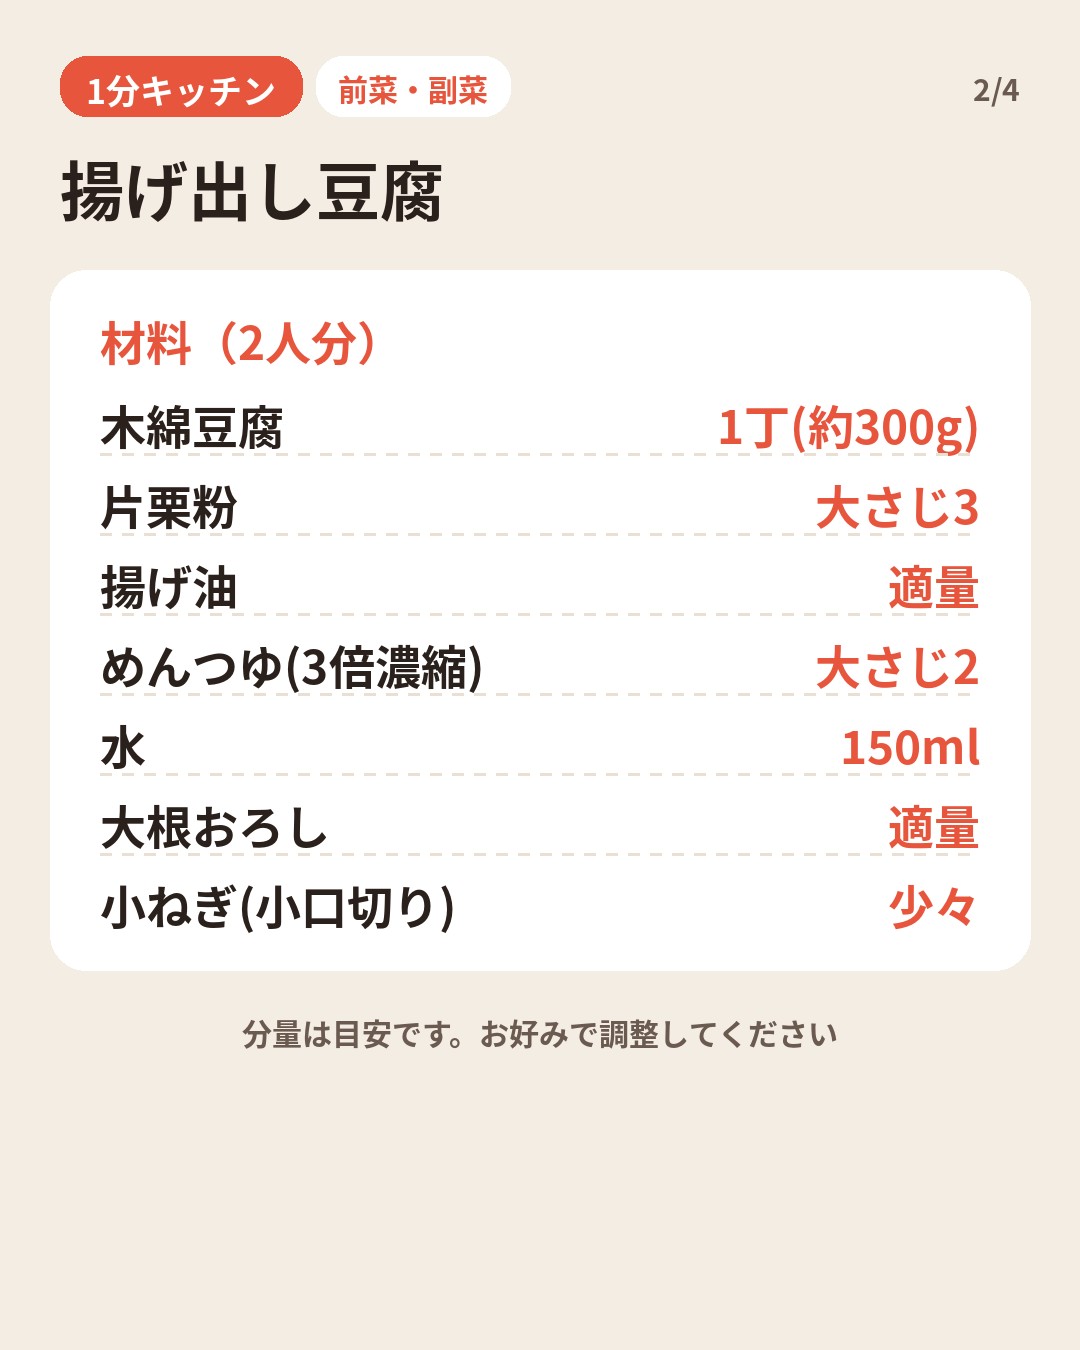 1分キッチン 前菜・副菜 2/4
揚げ出し豆腐
材料（2人分）
木綿豆腐 1丁(約300g)
片栗粉 大さじ3
揚げ油 適量
めんつゆ(3倍濃縮) 大さじ2
水 150ml
大根おろし 適量
小ねぎ(小口切り) 少々
分量は目安です。お好みで調整してください